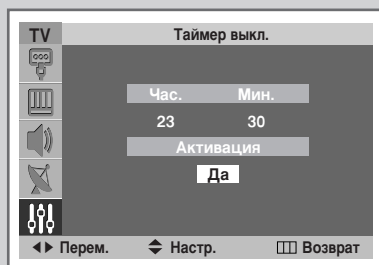 TV Таймер выкл.
Час. Мин.
23 30
Активация
Да
Перем. Настр. Возврат